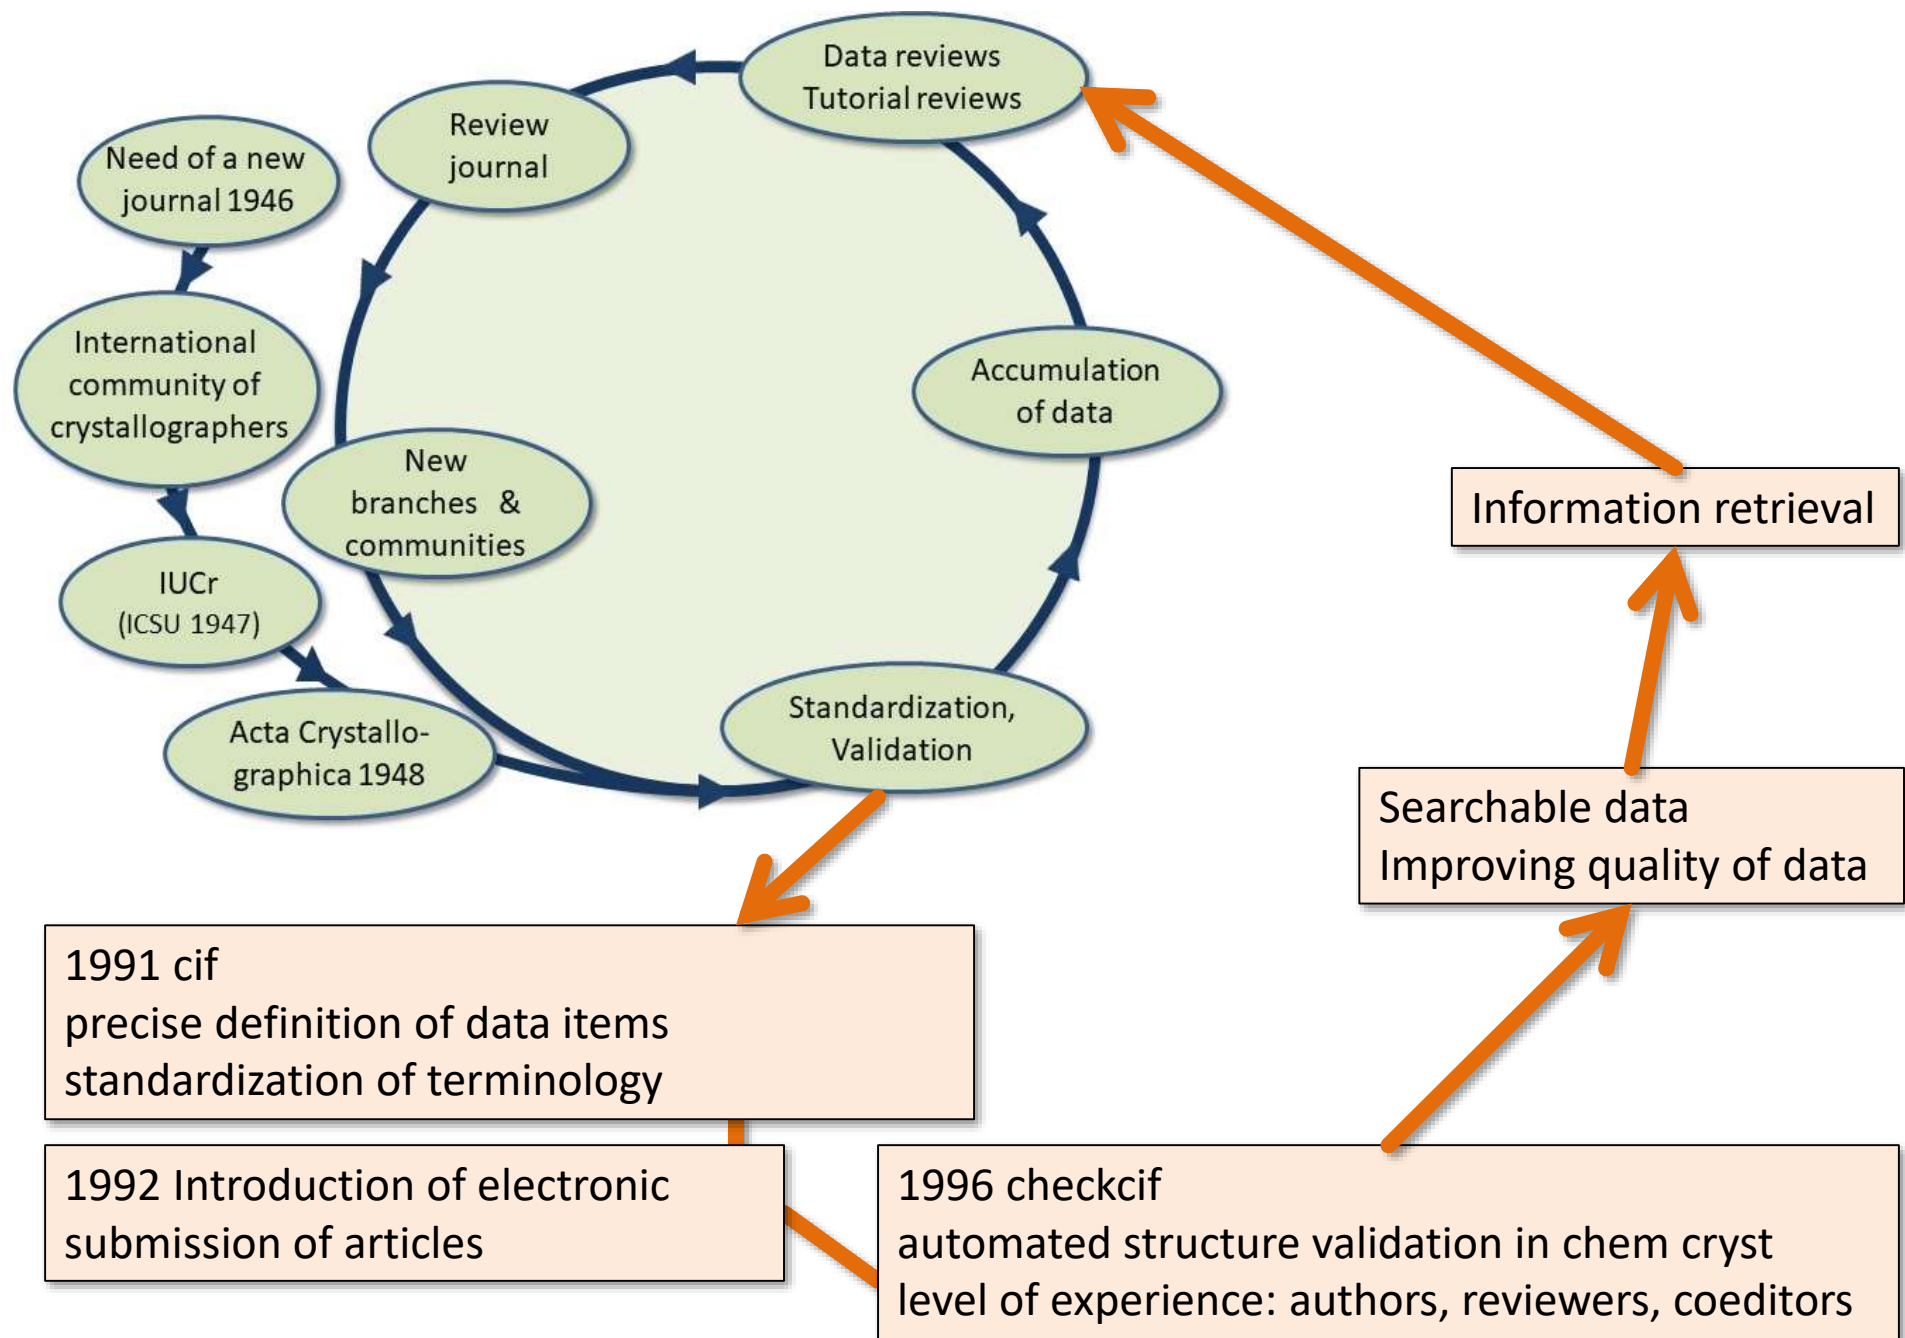 Data reviews
Tutorial reviews
Review
journal
Need of a new
journal 1946
International
community of
crystallographers
Accumulation
of data
New
branches & 
communities
IUCr
(ICSU 1947)
Acta Crystallo-
graphica 1948
Standardization,
Validation
Information retrieval
Searchable data
Improving quality of data
1991 cif
precise definition of data items
standardization of terminology
1992 Introduction of electronic
submission of articles
1996 checkcif
automated structure validation in chem cryst
level of experience: authors, reviewers, coeditors